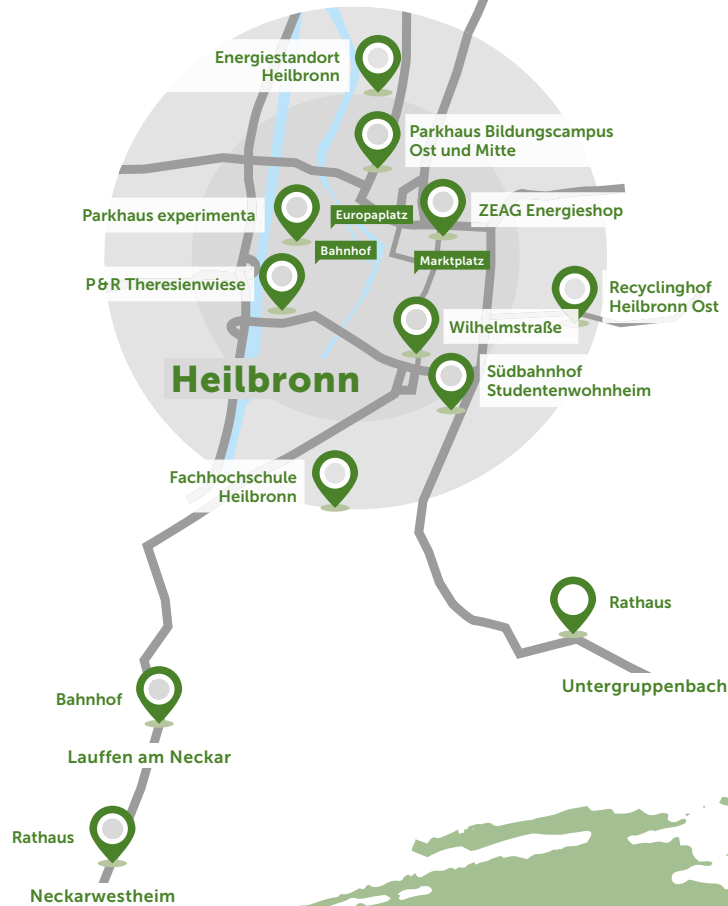 Energiestandort
Heilbronn
Parkhaus Bildungscampus
Ost und Mitte
Parkhaus experimenta
Europaplatz
ZEAG Energieshop
Bahnhof
Marktplatz
P&R Theresienwiese
Recyclinghof
Heilbronn Ost
Wilhelmstraße
Heilbronn
Südbahnhof
Studentenwohnheim
Fachhochschule
Heilbronn
Rathaus
Untergruppenbach
Bahnhof
Lauffen am Neckar
Rathaus
Neckarwestheim